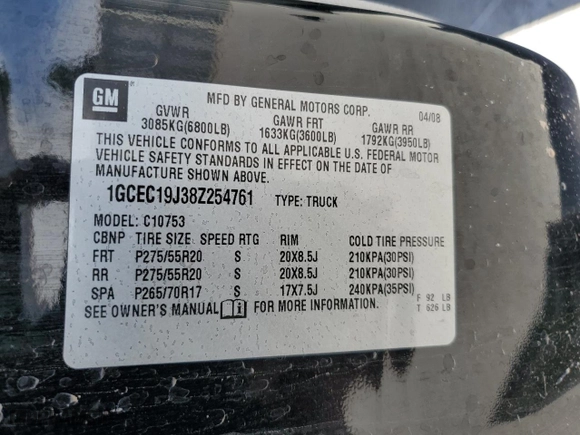 GM
MFD BY GENERAL MOTORS CORP.
04/08
GVWR GAWR FRT GAWR RR
3085KG(6800LB) 1633KG(3600LB) 1792KG(3950LB)
THIS VEHICLE CONFORMS TO ALL APPLICABLE U.S. FEDERAL MOTOR
VEHICLE SAFETY STANDARDS IN EFFECT ON THE DATE OF
MANUFACTURE SHOWN ABOVE.
1GCEC19J38Z254761 TYPE: TRUCK
MODEL: C10753
CBNP TIRE SIZE SPEED RTG RIM COLD TIRE PRESSURE
FRT P275/55R20 S 20X8.5J 210KPA(30PSI)
RR P275/55R20 S 20X8.5J 210KPA(30PSI)
SPA P265/70R17 S 17X7.5J 240KPA(35PSI)
SEE OWNER'S MANUAL FOR MORE INFORMATION.
F 92 LB
T 626 LB